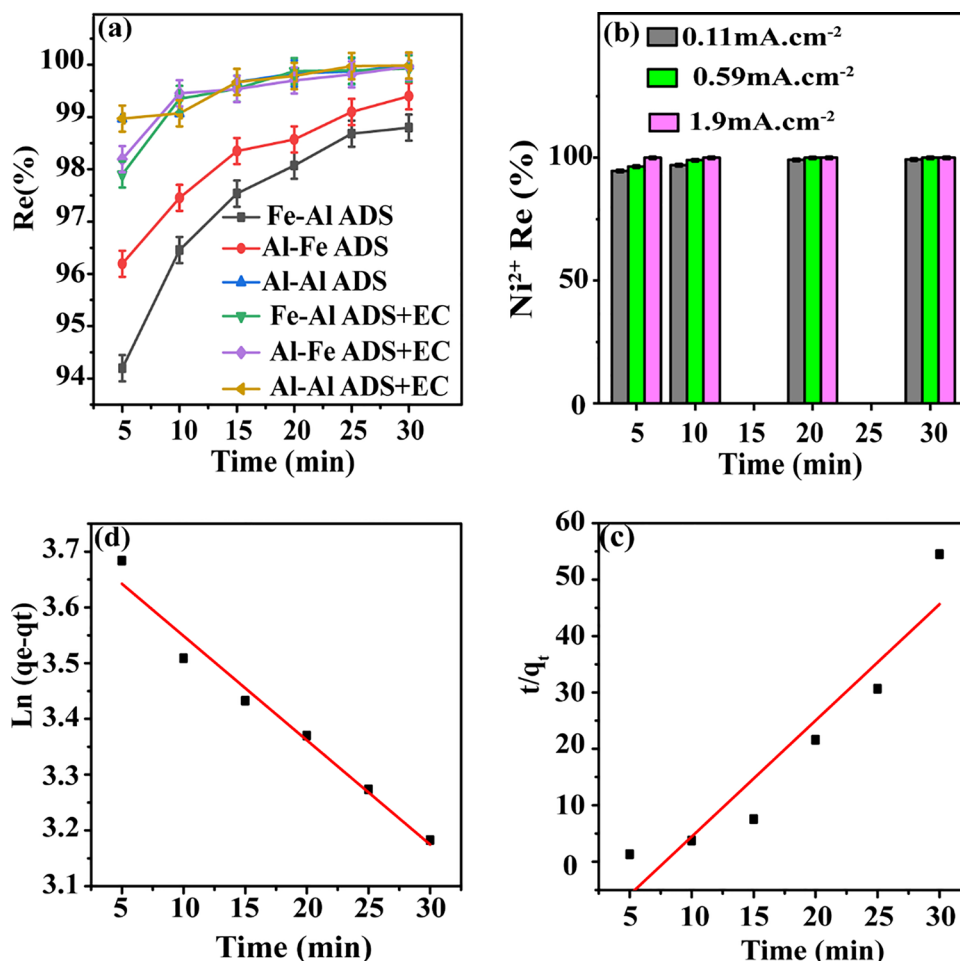 (a)
Re(%)
100
99
98
97
96
95
94
Fe-Al ADS
Al-Fe ADS
Al-Al ADS
Fe-Al ADS+EC
Al-Fe ADS+EC
Al-Al ADS+EC
5 10 15 20 25 30
Time (min)
(b)
0.11mA.cm⁻²
0.59mA.cm⁻²
1.9mA.cm⁻²
Ni²⁺ Re (%)
100
50
0
5 10 15 20 25 30
Time (min)
(d)
Ln (qe-qt)
3.7
3.6
3.5
3.4
3.3
3.2
3.1
5 10 15 20 25 30
Time (min)
(c)
t/qₜ
60
50
40
30
20
10
0
5 10 15 20 25 30
Time (min)